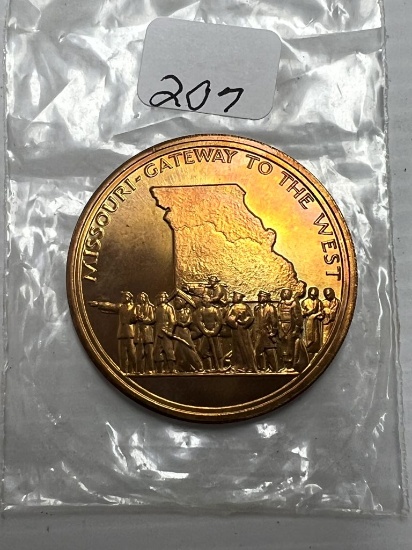 207
MISSOURI-GATEWAY TO THE WEST